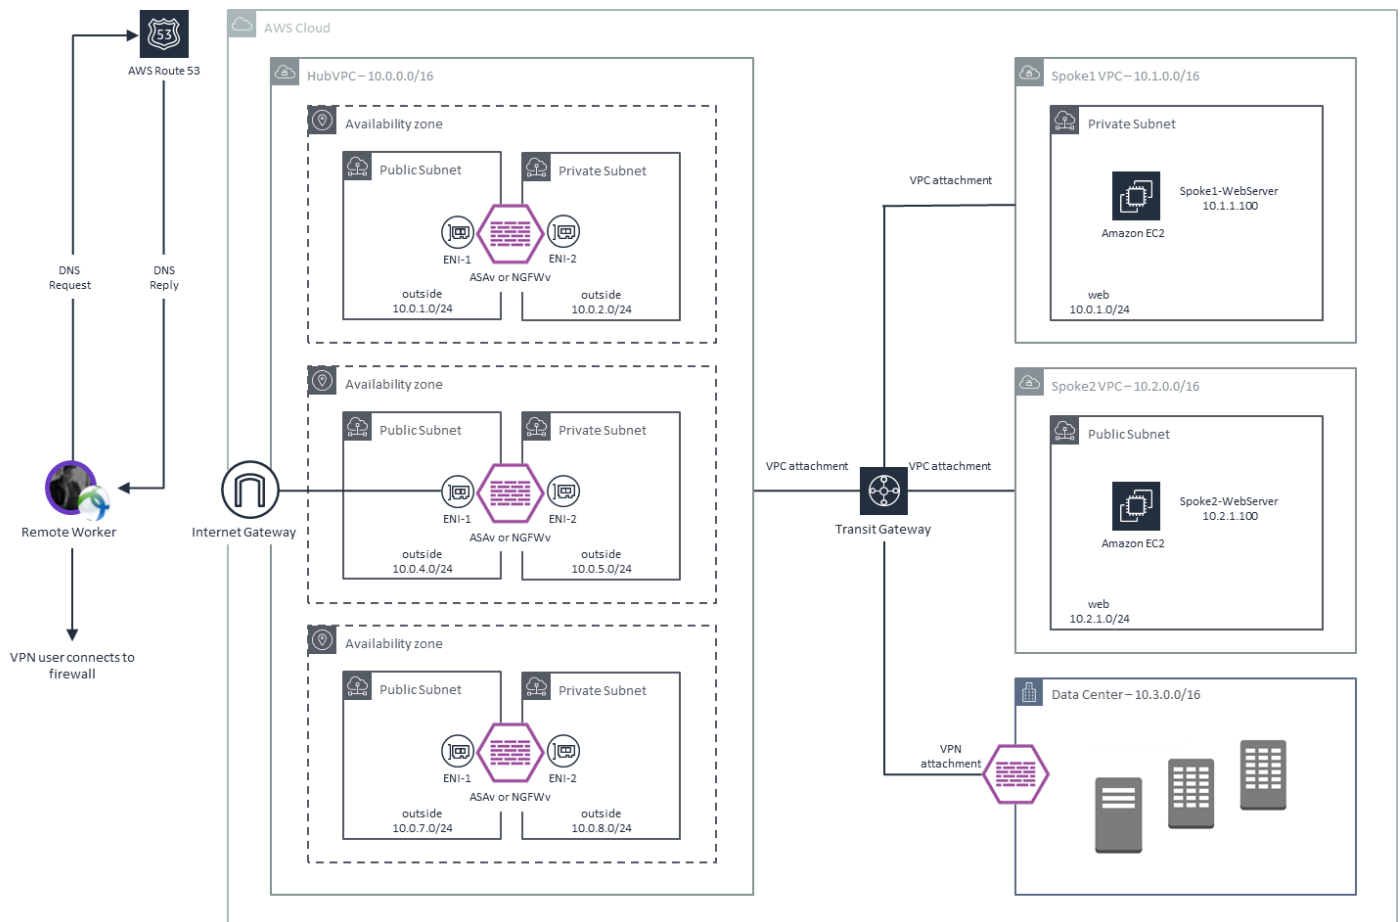 53
AWS Route 53
DNS
Request
DNS
Reply
Remote Worker
VPN user connects to
firewall
AWS Cloud
Internet Gateway
HubVPC – 10.0.0.0/16
Availability zone
Public Subnet
Private Subnet
ENI-1
ENI-2
ASAv or NGFWv
outside
10.0.1.0/24
outside
10.0.2.0/24
Availability zone
Public Subnet
Private Subnet
ENI-1
ENI-2
ASAv or NGFWv
outside
10.0.4.0/24
outside
10.0.5.0/24
Availability zone
Public Subnet
Private Subnet
ENI-1
ENI-2
ASAv or NGFWv
outside
10.0.7.0/24
outside
10.0.8.0/24
VPC attachment
VPC attachment
VPC attachment
Transit Gateway
VPN
attachment
Spoke1 VPC – 10.1.0.0/16
Private Subnet
Spoke1-WebServer
10.1.1.100
Amazon EC2
web
10.0.1.0/24
Spoke2 VPC – 10.2.0.0/16
Public Subnet
Spoke2-WebServer
10.2.1.100
Amazon EC2
web
10.2.1.0/24
Data Center – 10.3.0.0/16